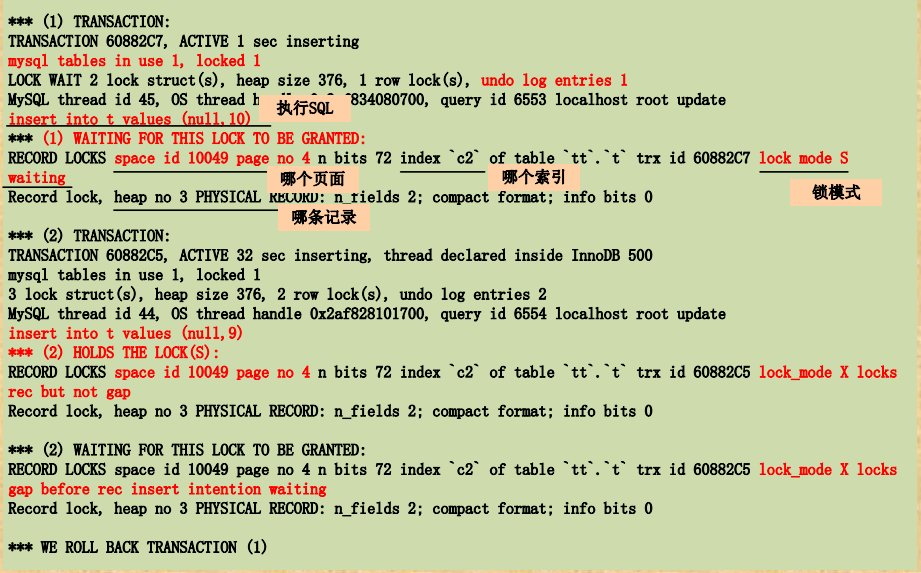 *** (1) TRANSACTION:
TRANSACTION 60882C7, ACTIVE 1 sec inserting
mysql tables in use 1, locked 1
LOCK WAIT 2 lock struct(s), heap size 376, 1 row lock(s), undo log entries 1
MySQL thread id 45, OS thread 834080700, query id 6553 localhost root update
执行SQL
insert into t values (null,10)
*** (1) WAITING FOR THIS LOCK TO BE GRANTED:
RECORD LOCKS space id 10049 page no 4 n bits 72 index `c2` of table `tt`.`t` trx id 60882C7 lock mode S
waiting
哪个页面
哪个索引
锁模式
Record lock, heap no 3 PHYSICAL RECORD: n_fields 2; compact format; info bits 0
哪条记录
*** (2) TRANSACTION:
TRANSACTION 60882C5, ACTIVE 32 sec inserting, thread declared inside InnoDB 500
mysql tables in use 1, locked 1
3 lock struct(s), heap size 376, 2 row lock(s), undo log entries 2
MySQL thread id 44, OS thread handle 0x2af828101700, query id 6554 localhost root update
insert into t values (null,9)
*** (2) HOLDS THE LOCK(S):
RECORD LOCKS space id 10049 page no 4 n bits 72 index `c2` of table `tt`.`t` trx id 60882C5 lock_mode X locks
rec but not gap
Record lock, heap no 3 PHYSICAL RECORD: n_fields 2; compact format; info bits 0
*** (2) WAITING FOR THIS LOCK TO BE GRANTED:
RECORD LOCKS space id 10049 page no 4 n bits 72 index `c2` of table `tt`.`t` trx id 60882C5 lock_mode X locks
gap before rec insert intention waiting
Record lock, heap no 3 PHYSICAL RECORD: n_fields 2; compact format; info bits 0
*** WE ROLL BACK TRANSACTION (1)